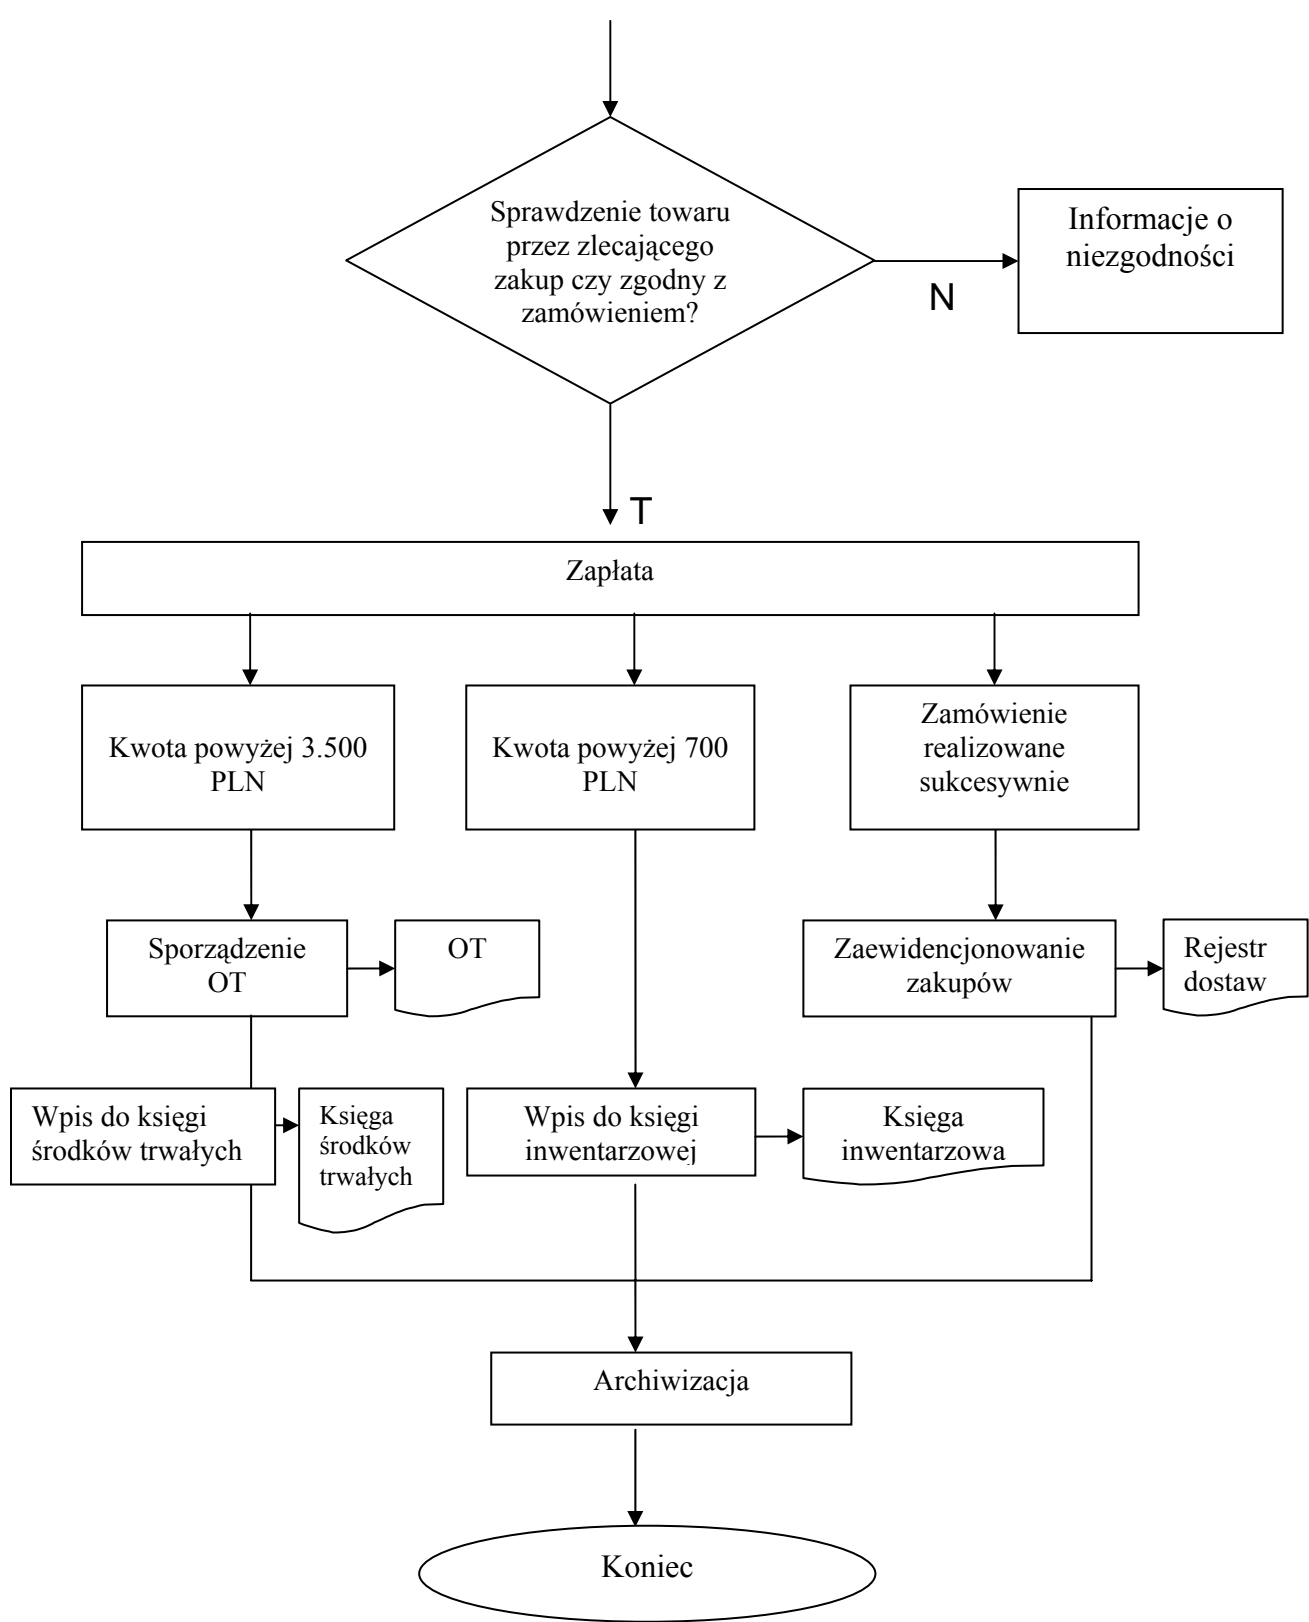 Sprawdzenie towaru
przez zlecającego
zakup czy zgodny z
zamówieniem?
Informacje o
niezgodności
N
T
Zapłata
Kwota powyżej 3.500
PLN
Kwota powyżej 700
PLN
Zamówienie
realizowane
sukcesywnie
Sporządzenie
OT
OT
Zaewidencjonowanie
zakupów
Rejestr
dostaw
Wpis do księgi
środków trwałych
Księga
środków
trwałych
Wpis do księgi
inwentarzowej
Księga
inwentarzowa
Archiwizacja
Koniec